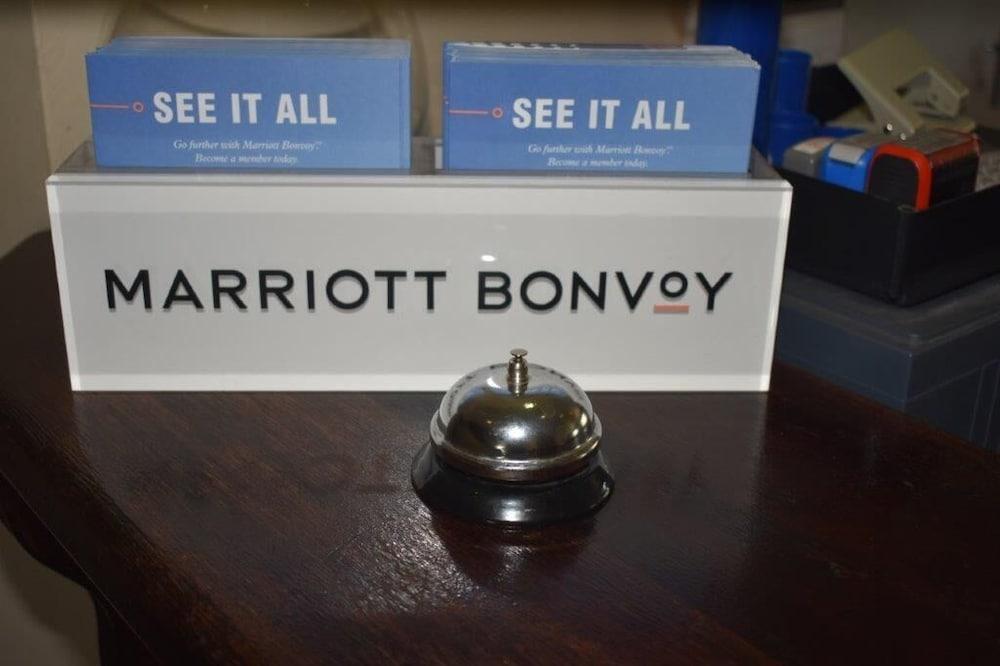 SEE IT ALL
Go further with Marriott Bonvoy.™
Become a member today.
SEE IT ALL
Go further with Marriott Bonvoy.™
Become a member today.
MARRIOTT BONVOY